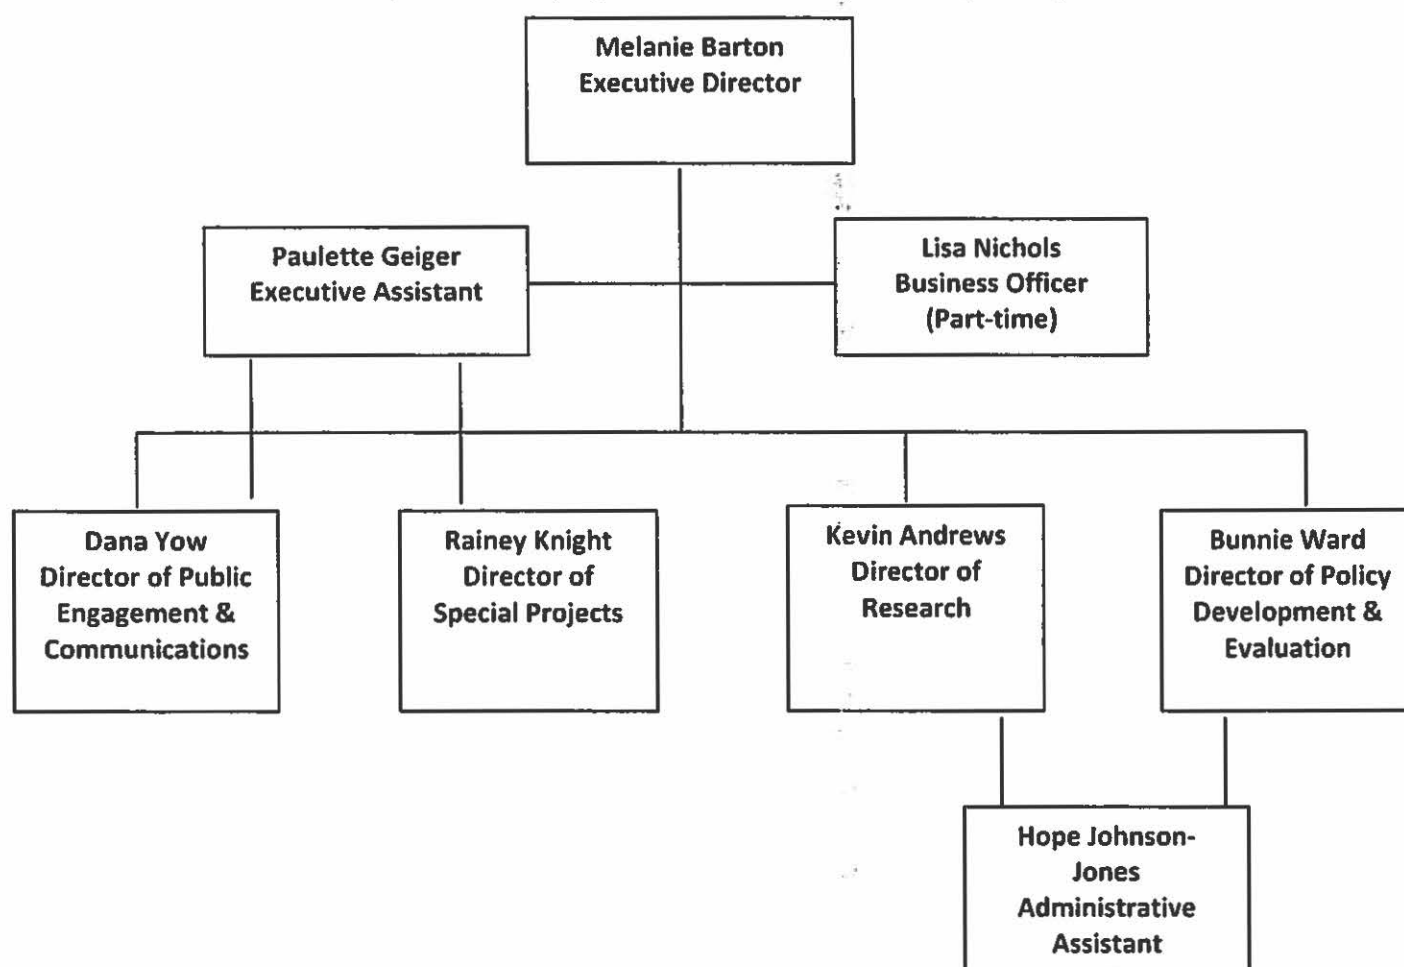 Melanie Barton
Executive Director
Paulette Geiger
Executive Assistant
Lisa Nichols
Business Officer
(Part-time)
Dana Yow
Director of Public
Engagement &
Communications
Rainey Knight
Director of
Special Projects
Kevin Andrews
Director of
Research
Bunnie Ward
Director of Policy
Development &
Evaluation
Hope Johnson-
Jones
Administrative
Assistant